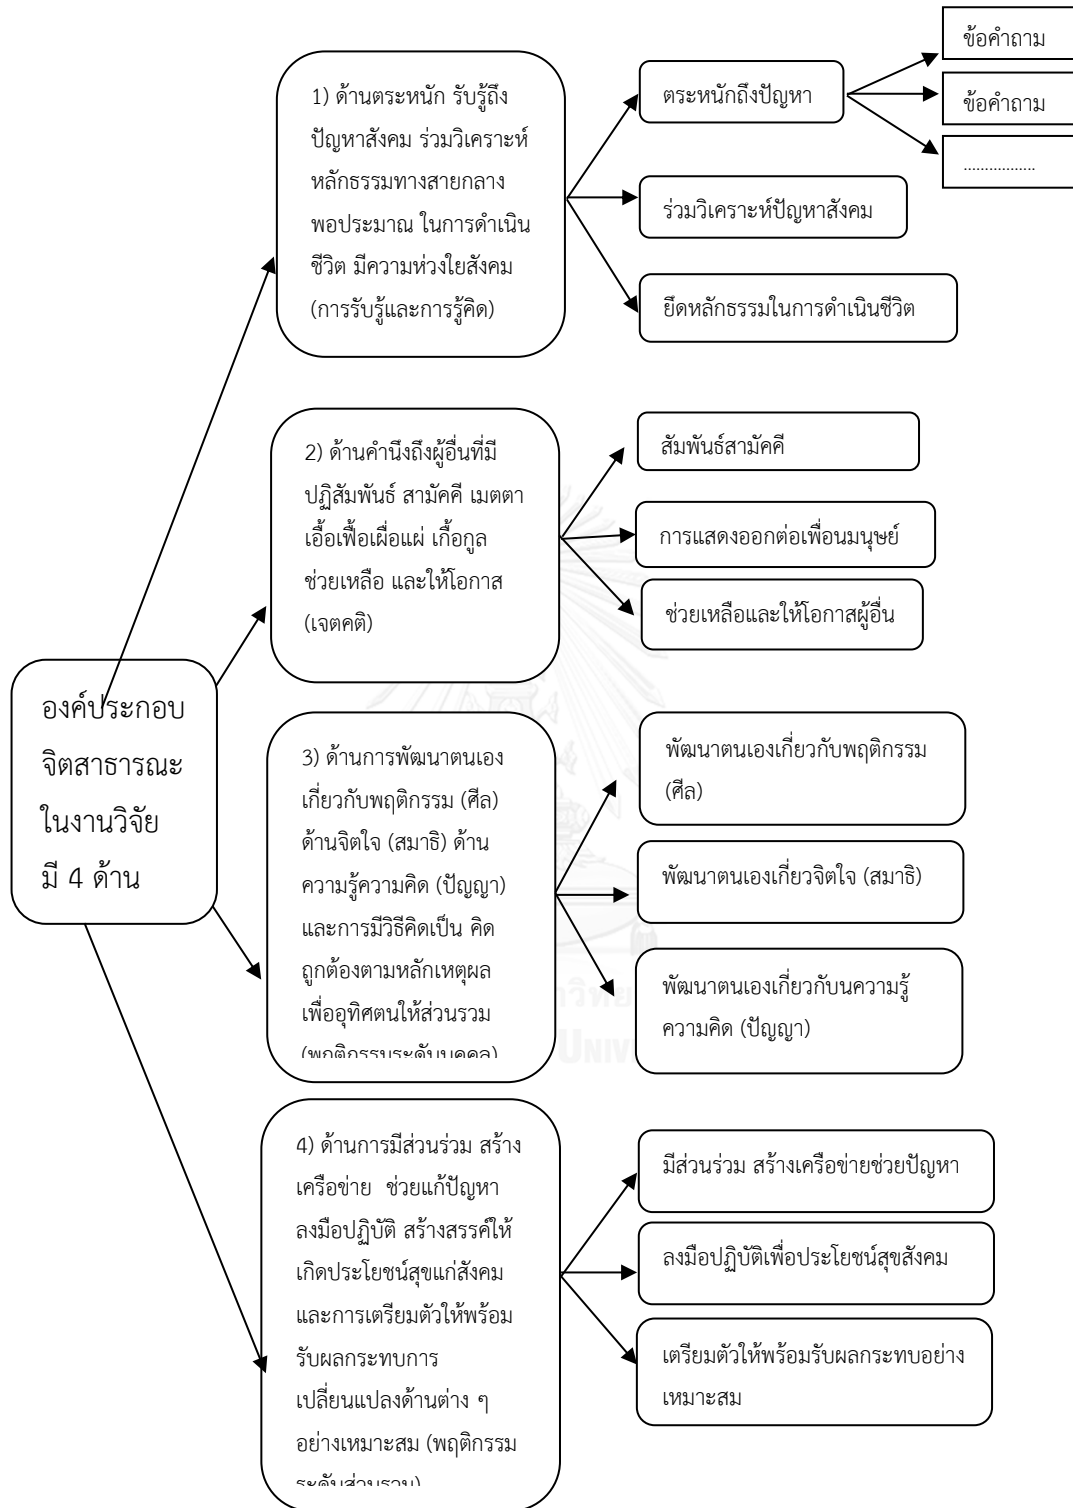 องค์ประกอบ
จิตสาธารณะ
ในงานวิจัย
มี 4 ด้าน
1) ด้านตระหนัก รับรู้ถึง
ปัญหาสังคม ร่วมวิเคราะห์
หลักธรรมทางสายกลาง
พอประมาณ ในการดำเนิน
ชีวิต มีความห่วงใยสังคม
(การรับรู้และการรู้คิด)
ตระหนักถึงปัญหา
ข้อคำถาม
ข้อคำถาม
.................
ร่วมวิเคราะห์ปัญหาสังคม
ยึดหลักธรรมในการดำเนินชีวิต
2) ด้านคำนึงถึงผู้อื่นที่มี
ปฏิสัมพันธ์ สามัคคี เมตตา
เอื้อเฟื้อเผื่อแผ่ เกื้อกูล
ช่วยเหลือ และให้โอกาส
(เจตคติ)
สัมพันธ์สามัคคี
การแสดงออกต่อเพื่อนมนุษย์
ช่วยเหลือและให้โอกาสผู้อื่น
3) ด้านการพัฒนาตนเอง
เกี่ยวกับพฤติกรรม (ศีล)
ด้านจิตใจ (สมาธิ) ด้าน
ความรู้ความคิด (ปัญญา)
และการมีวิธีคิดเป็น คิด
ถูกต้องตามหลักเหตุผล
เพื่ออุทิศตนให้ส่วนรวม
(พฤติกรรมระดับบุคคล)
พัฒนาตนเองเกี่ยวกับพฤติกรรม
(ศีล)
พัฒนาตนเองเกี่ยวจิตใจ (สมาธิ)
พัฒนาตนเองเกี่ยวกับนความรู้
ความคิด (ปัญญา)
4) ด้านการมีส่วนร่วม สร้าง
เครือข่าย ช่วยแก้ปัญหา
ลงมือปฏิบัติ สร้างสรรค์ให้
เกิดประโยชน์สุขแก่สังคม
และการเตรียมตัวให้พร้อม
รับผลกระทบการ
เปลี่ยนแปลงด้านต่าง ๆ
อย่างเหมาะสม (พฤติกรรม
ระดับส่วนรวม)
มีส่วนร่วม สร้างเครือข่ายช่วยปัญหา
ลงมือปฏิบัติเพื่อประโยชน์สุขสังคม
เตรียมตัวให้พร้อมรับผลกระทบอย่าง
เหมาะสม